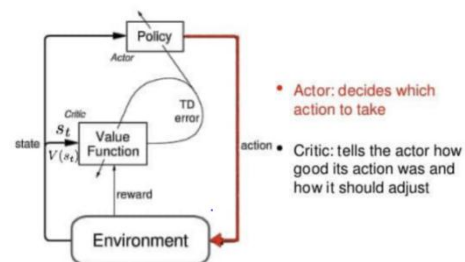 Policy
Actor
TD
error
Critic
s_t
Value
Function
V(s_t)
state
action
reward
Environment
• Actor: decides which
action to take
• Critic: tells the actor how
good its action was and
how it should adjust